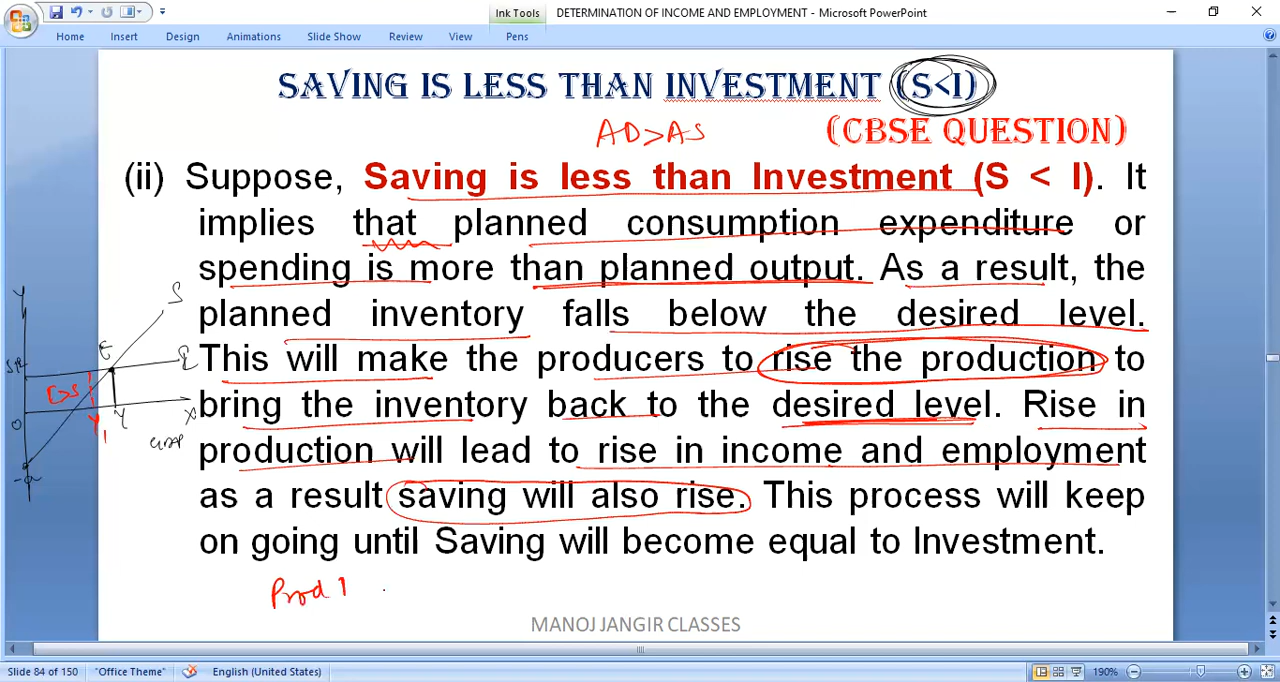 Ink Tools
DETERMINATION OF INCOME AND EMPLOYMENT - Microsoft PowerPoint
Home Insert Design Animations Slide Show Review View Pens
SAVING IS LESS THAN INVESTMENT (S<I)
AD>AS
(CBSE QUESTION)
(ii) Suppose, Saving is less than Investment (S < I). It
implies that planned consumption expenditure or
spending is more than planned output. As a result, the
planned inventory falls below the desired level.
This will make the producers to rise the production to
bring the inventory back to the desired level. Rise in
production will lead to rise in income and employment
as a result saving will also rise. This process will keep
on going until Saving will become equal to Investment.
Y
S
E
O
Y
X
Y1
-a
Prod
MANOJ JANGIR CLASSES
Slide 84 of 150 "Office Theme" English (United States) 190%